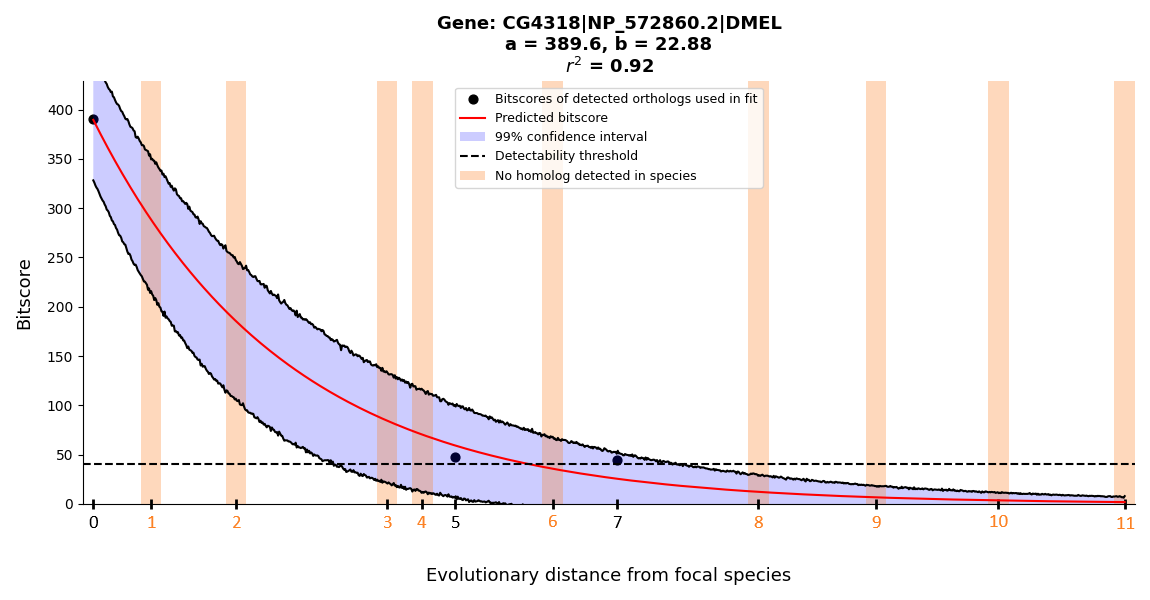 Gene: CG4318|NP_572860.2|DMEL
a = 389.6, b = 22.88
r² = 0.92
Bitscores of detected orthologs used in fit
Predicted bitscore
99% confidence interval
Detectability threshold
No homolog detected in species
Bitscore
400
350
300
250
200
150
100
50
0
0 1 2 3 4 5 6 7 8 9 10 11
Evolutionary distance from focal species